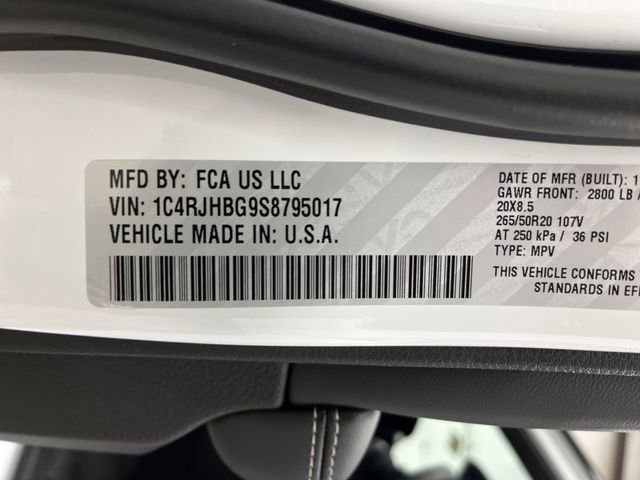 MFD BY: FCA US LLC
VIN: 1C4RJHBG9S8795017
VEHICLE MADE IN: U.S.A.
DATE OF MFR (BUILT): 1
GAWR FRONT: 2800 LB /
20X8.5
265/50R20 107V
AT 250 kPa / 36 PSI
TYPE: MPV
THIS VEHICLE CONFORMS
STANDARDS IN EF